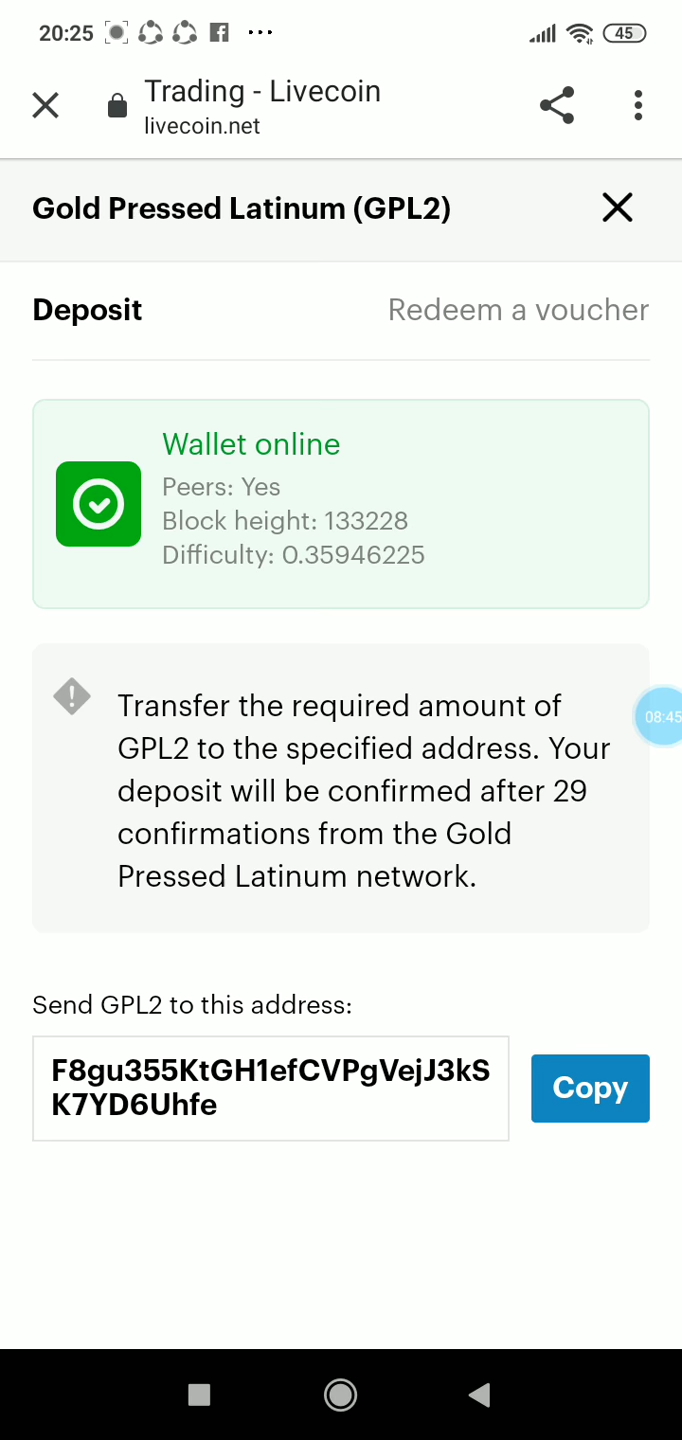 20:25
45
Trading - Livecoin
livecoin.net
Gold Pressed Latinum (GPL2)
Deposit
Redeem a voucher
Wallet online
Peers: Yes
Block height: 133228
Difficulty: 0.35946225
Transfer the required amount of
GPL2 to the specified address. Your
deposit will be confirmed after 29
confirmations from the Gold
Pressed Latinum network.
08:45
Send GPL2 to this address:
F8gu355KtGH1efCVPgVejJ3kS
K7YD6Uhfe
Copy